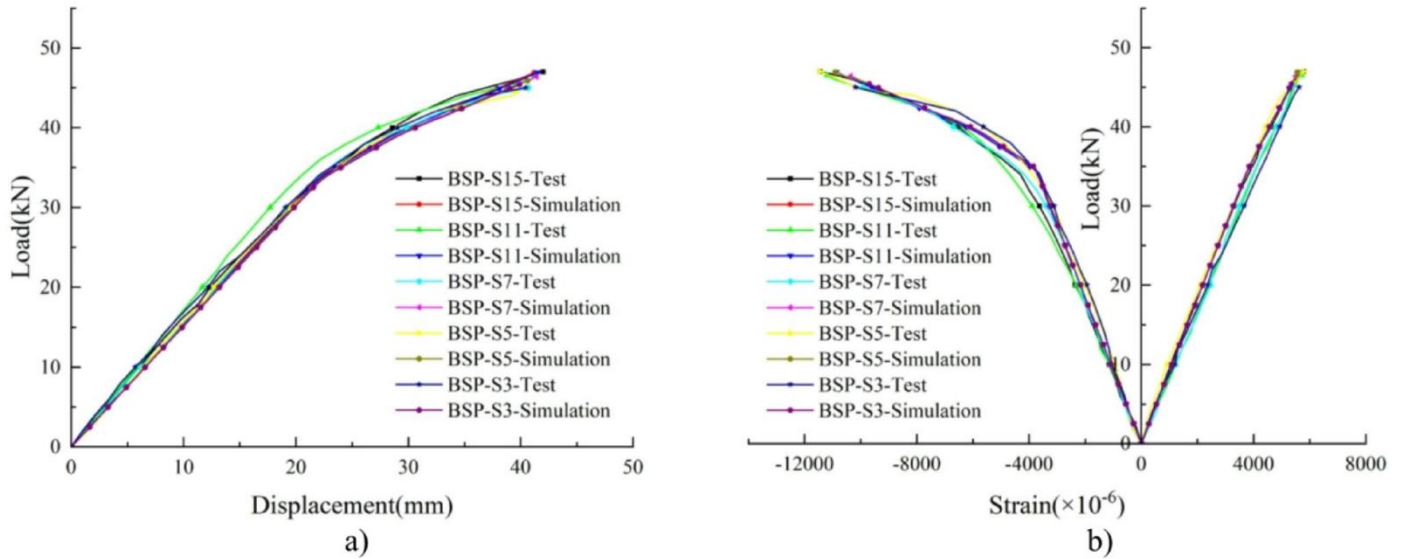 50
40
30
20
10
0
Load(kN)
BSP-S15-Test
BSP-S15-Simulation
BSP-S11-Test
BSP-S11-Simulation
BSP-S7-Test
BSP-S7-Simulation
BSP-S5-Test
BSP-S5-Simulation
BSP-S3-Test
BSP-S3-Simulation
0 10 20 30 40 50
Displacement(mm)
a)
50
40
30
20
10
0
Load(kN)
BSP-S15-Test
BSP-S15-Simulation
BSP-S11-Test
BSP-S11-Simulation
BSP-S7-Test
BSP-S7-Simulation
BSP-S5-Test
BSP-S5-Simulation
BSP-S3-Test
BSP-S3-Simulation
-12000 -8000 -4000 0 4000 8000
Strain(×10⁻⁶)
b)